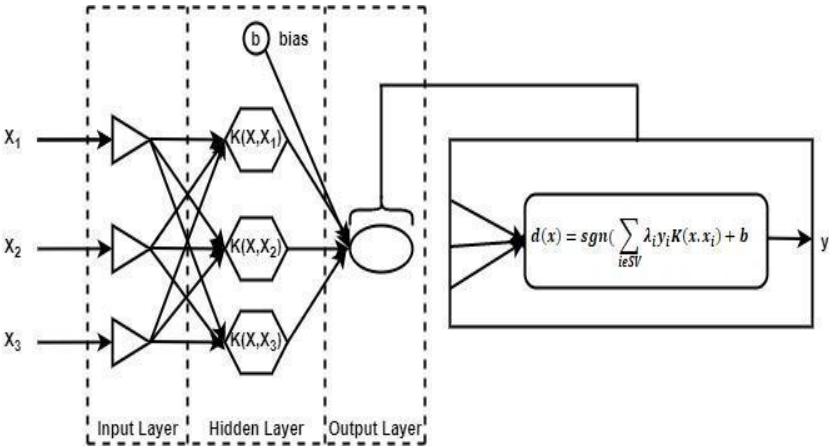 b bias
X₁
K(X,X₁)
X₂
K(X,X₂)
d(x) = sgn( ∑ λᵢyᵢK(x.xᵢ) + b
ieSV
y
X₃
K(X,X₃)
Input Layer
Hidden Layer
Output Layer